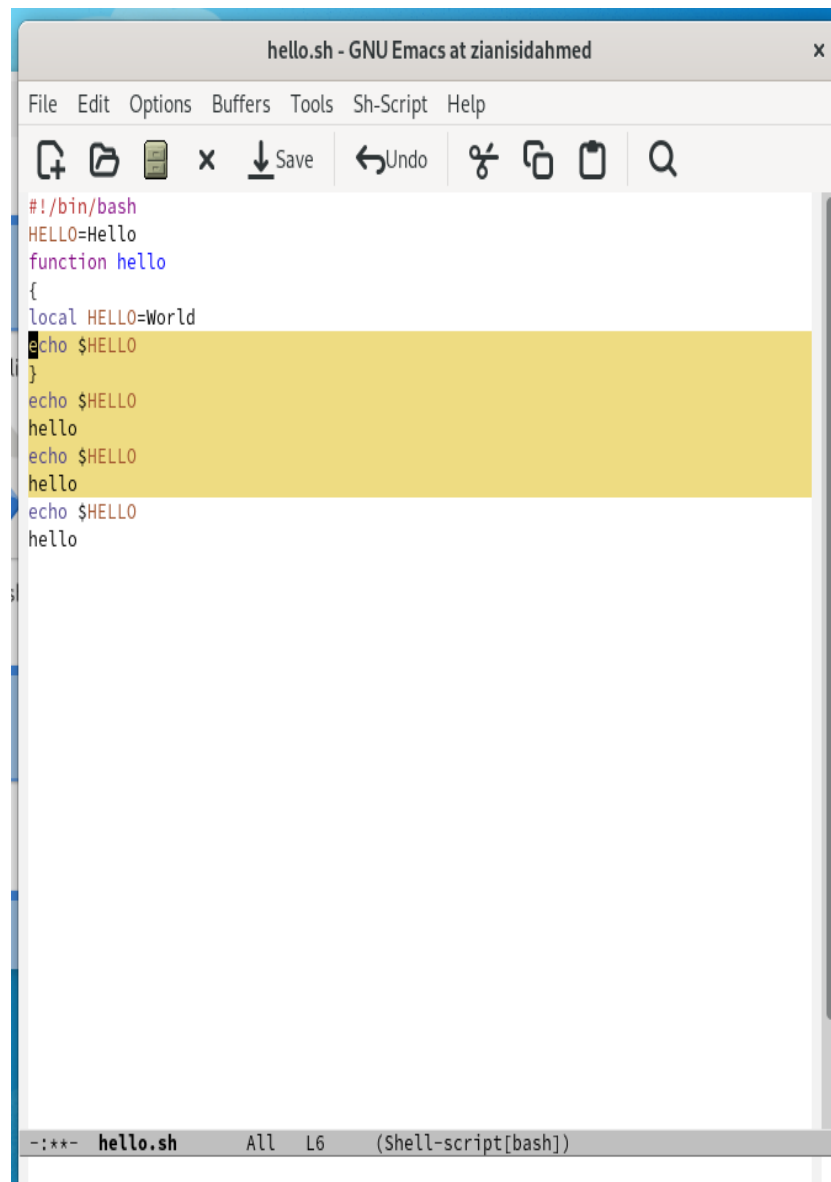 hello.sh - GNU Emacs at zianisidahmed
×
File Edit Options Buffers Tools Sh-Script Help
Save Undo
#!/bin/bash
HELLO=Hello
function hello
{
local HELLO=World
echo $HELLO
}
echo $HELLO
hello
echo $HELLO
hello
echo $HELLO
hello
-:**- hello.sh All L6 (Shell-script[bash])